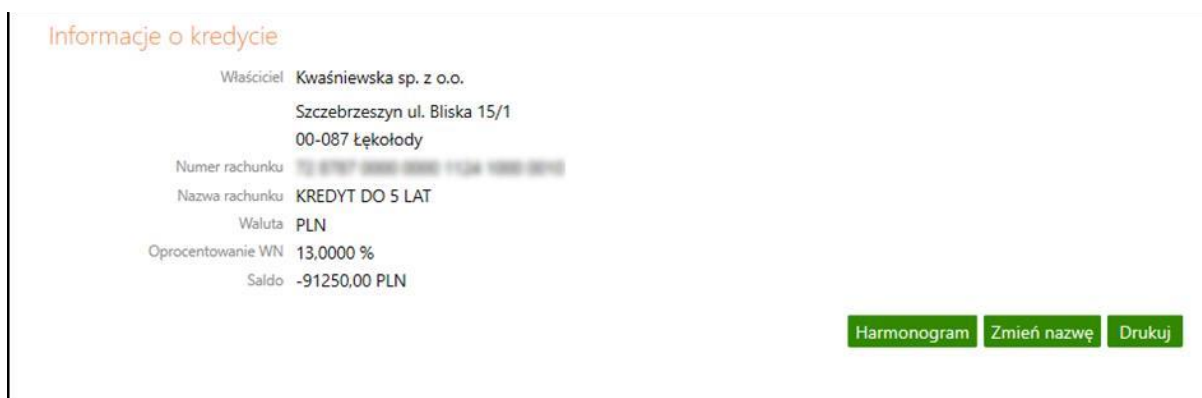 Informacje o kredycie
Właściciel Kwaśniewska sp. z o.o.
Szczebrzeszyn ul. Bliska 15/1
00-087 Łękołody
Numer rachunku
Nazwa rachunku KREDYT DO 5 LAT
Waluta PLN
Oprocentowanie WN 13,0000 %
Saldo -91250,00 PLN
Harmonogram Zmień nazwę Drukuj